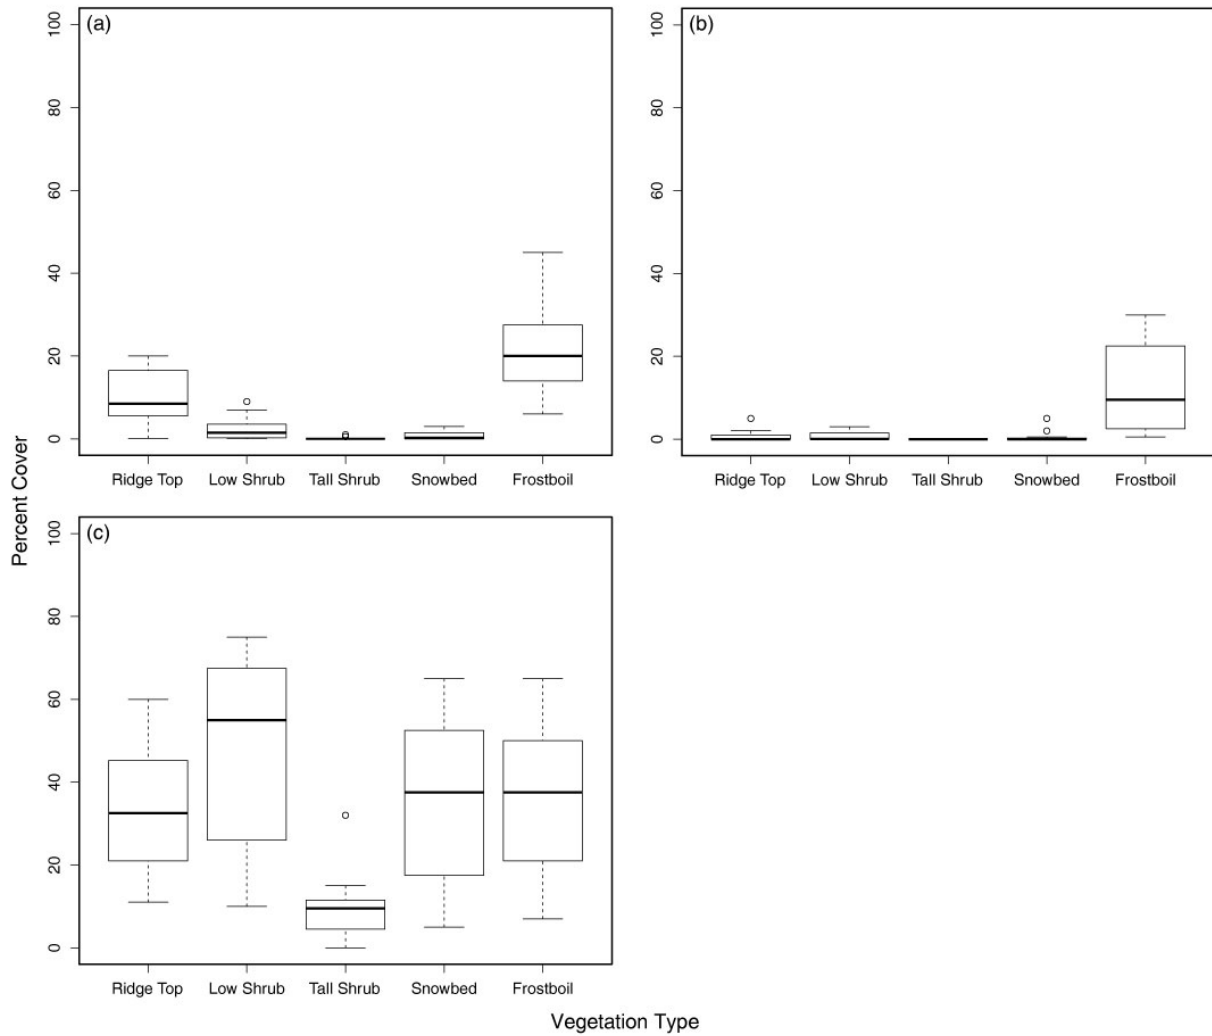 (a)
100
80
60
40
20
0
Ridge Top Low Shrub Tall Shrub Snowbed Frostboil
(b)
100
80
60
40
20
0
Ridge Top Low Shrub Tall Shrub Snowbed Frostboil
Percent Cover
(c)
100
80
60
40
20
0
Ridge Top Low Shrub Tall Shrub Snowbed Frostboil
Vegetation Type